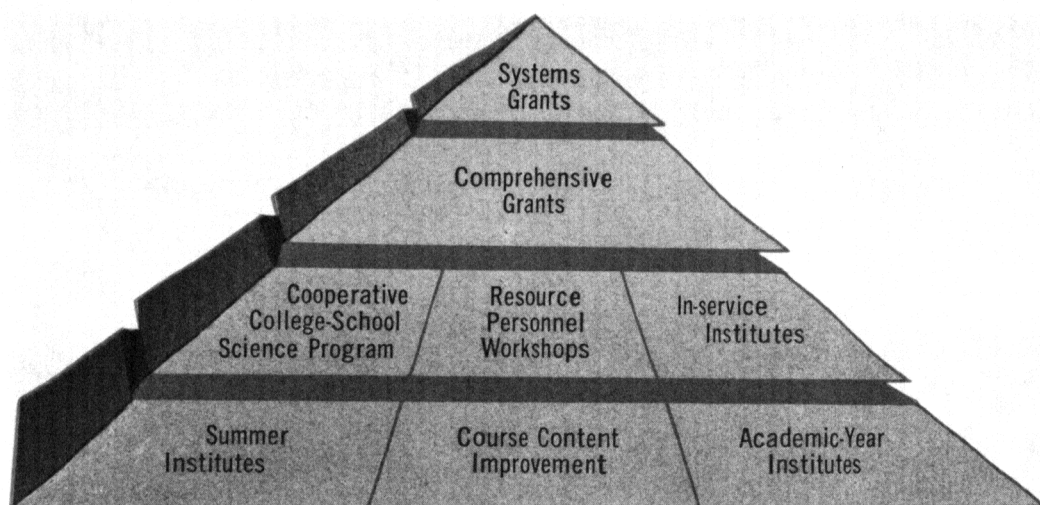 Systems
Grants
Comprehensive
Grants
Cooperative
College-School
Science Program
Resource
Personnel
Workshops
In-service
Institutes
Summer
Institutes
Course Content
Improvement
Academic-Year
Institutes